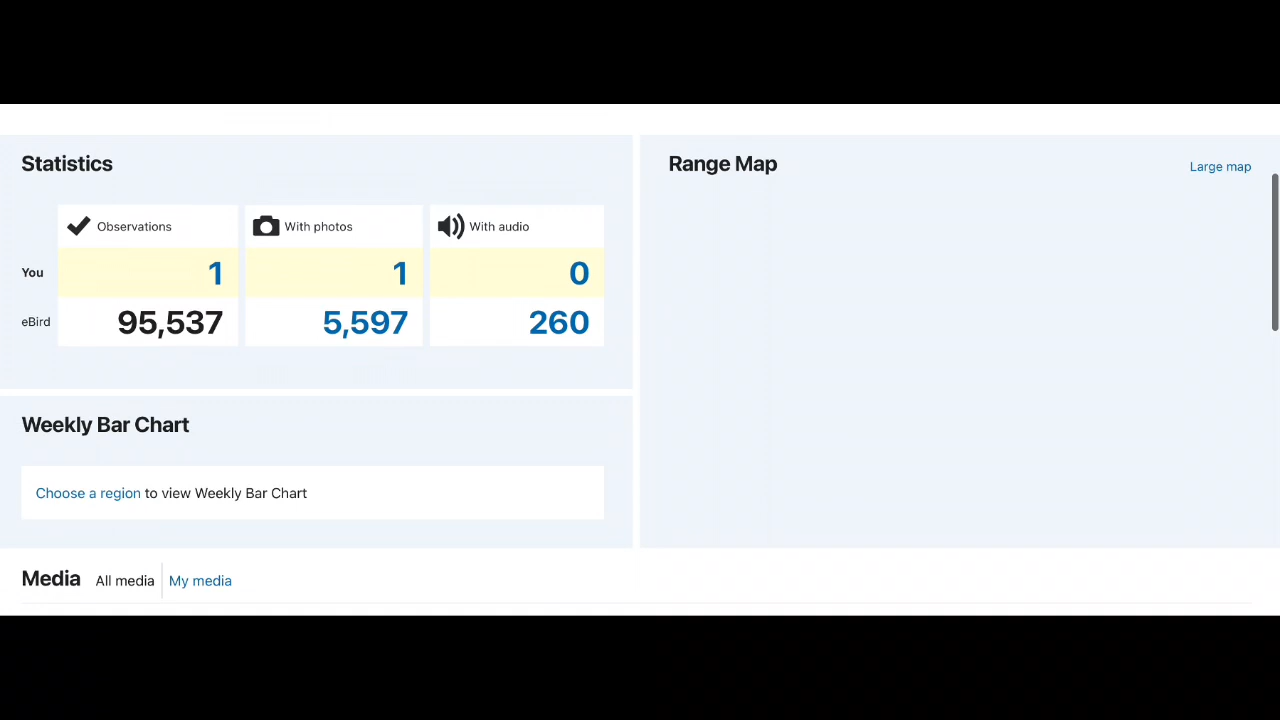 Statistics
Observations With photos With audio
You 1 1 0
eBird 95,537 5,597 260
Weekly Bar Chart
Choose a region to view Weekly Bar Chart
Range Map Large map
Media All media My media